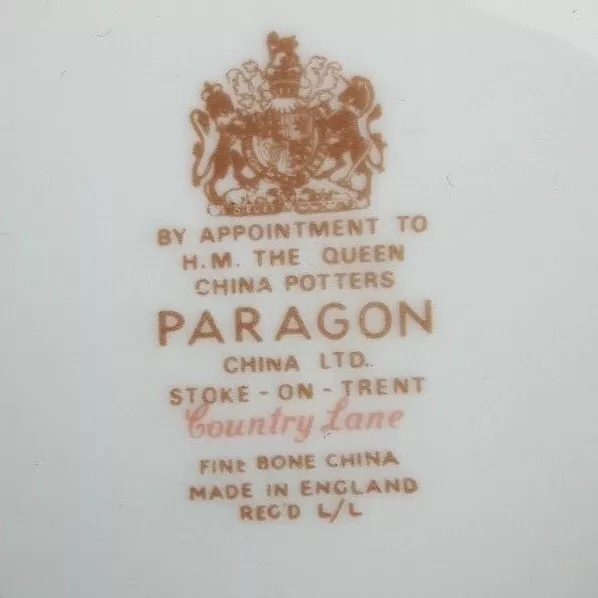 BY APPOINTMENT TO
H.M. THE QUEEN
CHINA POTTERS
PARAGON
CHINA LTD.
STOKE-ON-TRENT
Country Lane
FINE BONE CHINA
MADE IN ENGLAND
REG'D L/L